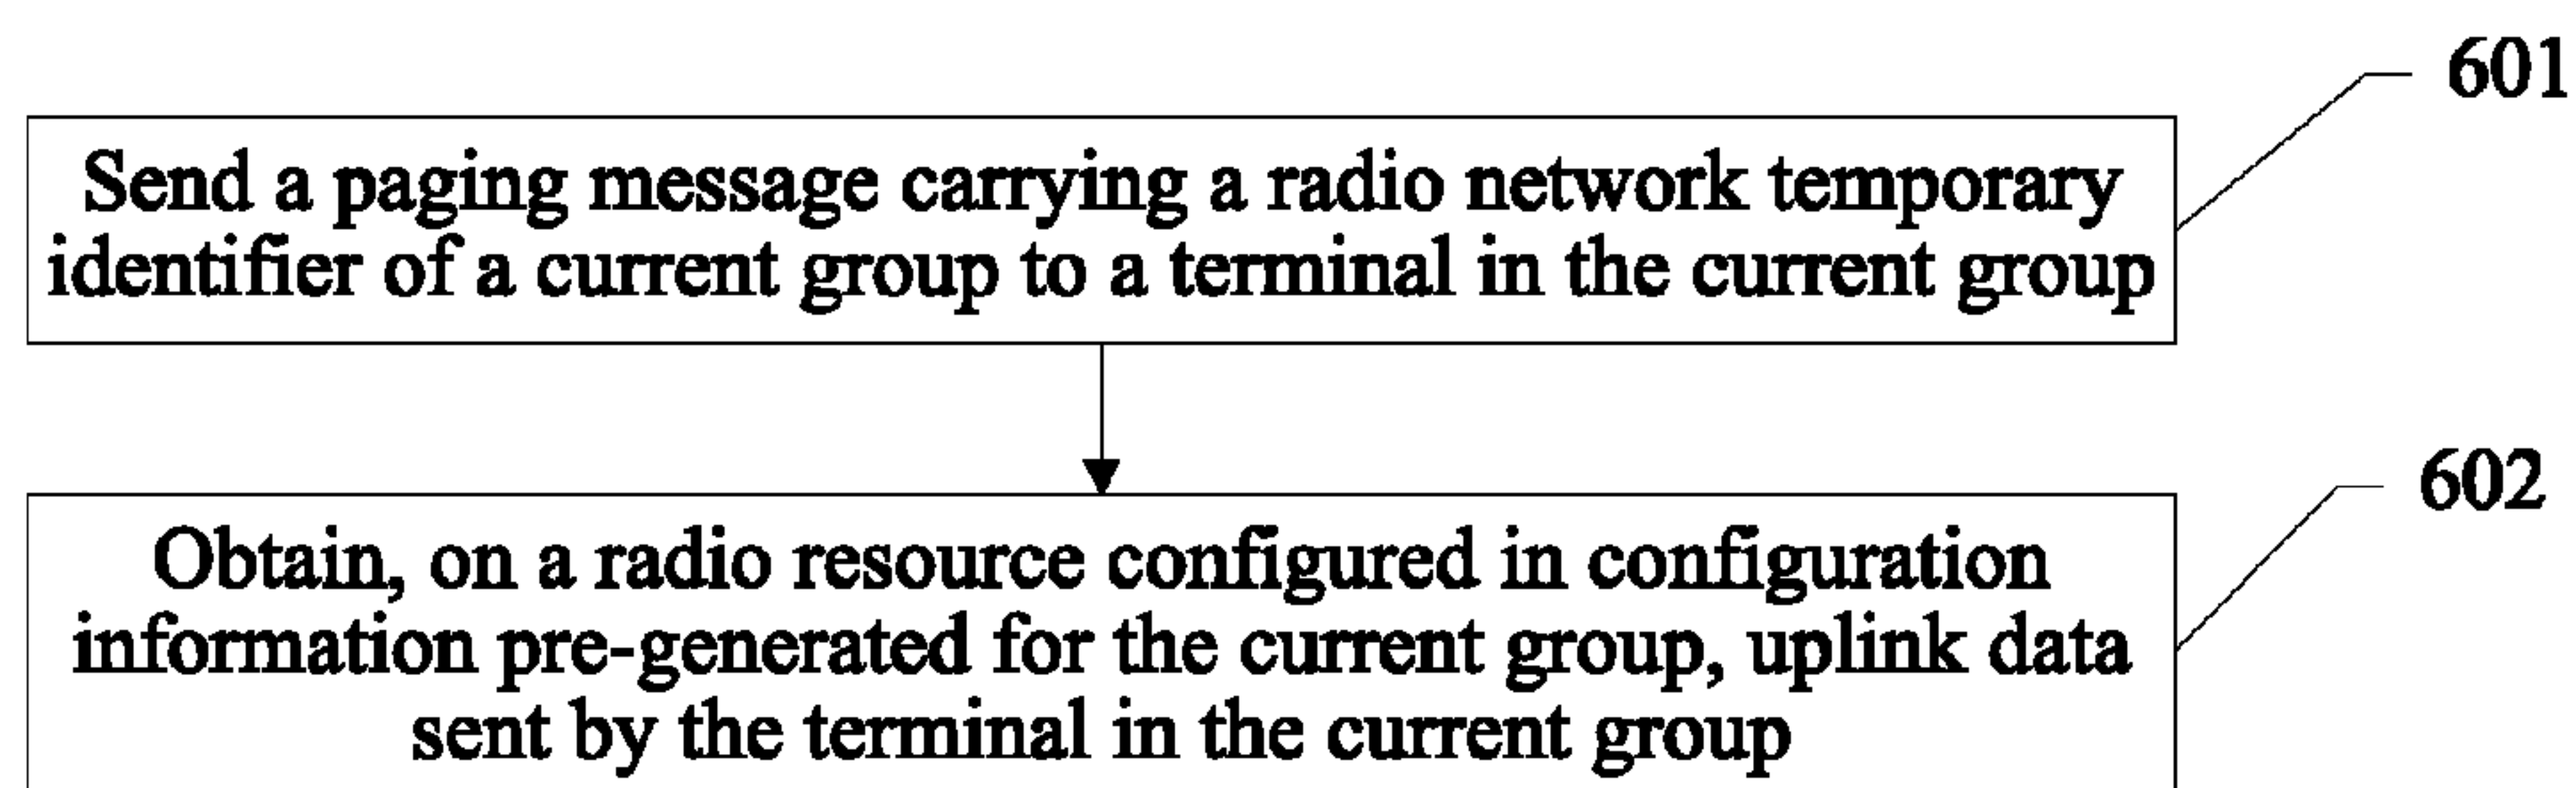 601
Send a paging message carrying a radio network temporary
identifier of a current group to a terminal in the current group
602
Obtain, on a radio resource configured in configuration
information pre-generated for the current group, uplink data
sent by the terminal in the current group